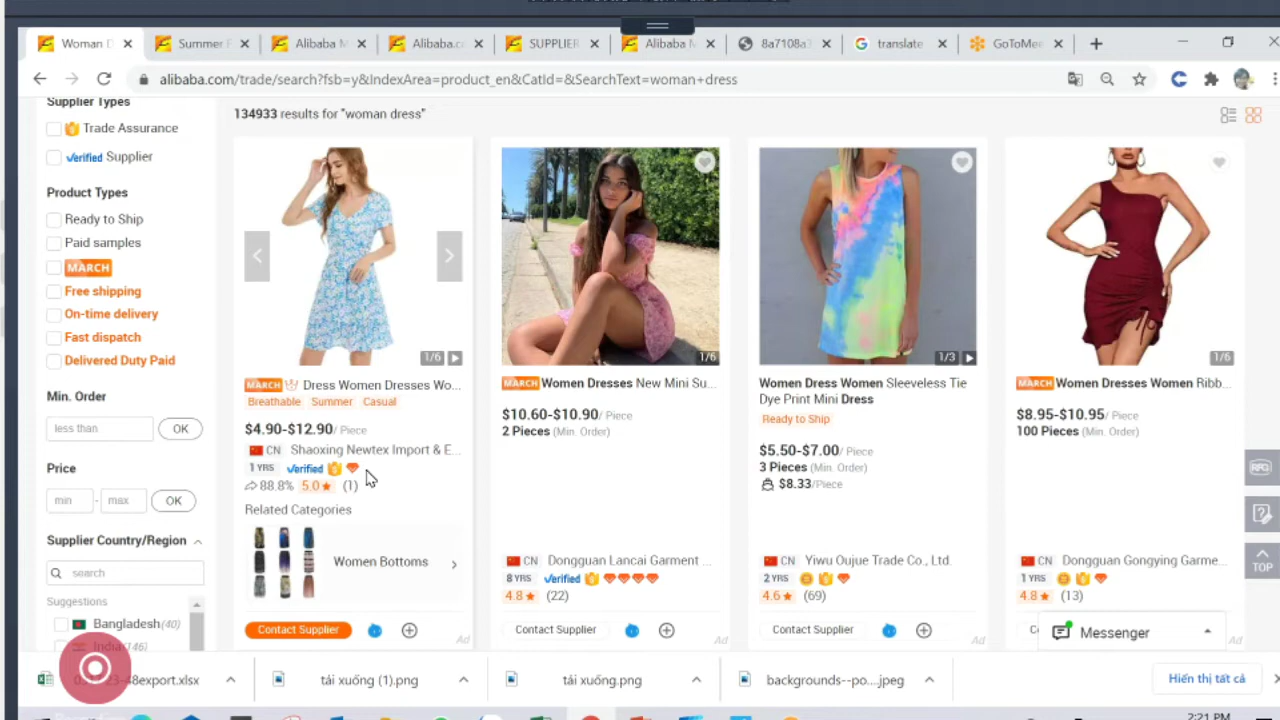 Woman D
Summer F
Alibaba M
Alibaba.c
SUPPLIER
Alibaba M
8a7108a3
translate
GoToMee
alibaba.com/trade/search?fsb=y&IndexArea=product_en&CatId=&SearchText=woman+dress
Supplier Types
Trade Assurance
Verified Supplier
Product Types
Ready to Ship
Paid samples
MARCH
Free shipping
On-time delivery
Fast dispatch
Delivered Duty Paid
Min. Order
less than
OK
Price
min - max OK
Supplier Country/Region
search
Suggestions
Bangladesh(40)
India(146)
134933 results for "woman dress"
1/6
MARCH Dress Women Dresses Wo...
Breathable Summer Casual
$4.90-$12.90/ Piece
CN Shaoxing Newtex Import & E...
1 YRS Verified
88.8% 5.0 (1)
Related Categories
Women Bottoms
Contact Supplier
Ad
1/6
MARCH Women Dresses New Mini Su...
$10.60-$10.90/ Piece
2 Pieces (Min. Order)
CN Dongguan Lancai Garment ...
8 YRS Verified
4.8 (22)
Contact Supplier
Ad
1/3
Women Dress Women Sleeveless Tie
Dye Print Mini Dress
Ready to Ship
$5.50-$7.00/ Piece
3 Pieces (Min. Order)
$8.33/Piece
CN Yiwu Oujue Trade Co., Ltd.
2 YRS
4.6 (69)
Contact Supplier
Ad
1/6
MARCH Women Dresses Women Ribb...
$8.95-$10.95/ Piece
100 Pieces (Min. Order)
CN Dongguan Gongying Garme...
1 YRS
4.8 (13)
Ad
RFQ
TOP
Messenger
48export.xlsx
tải xuống (1).png
tải xuống.png
backgrounds--po....jpeg
Hiển thị tất cả
2:21 PM